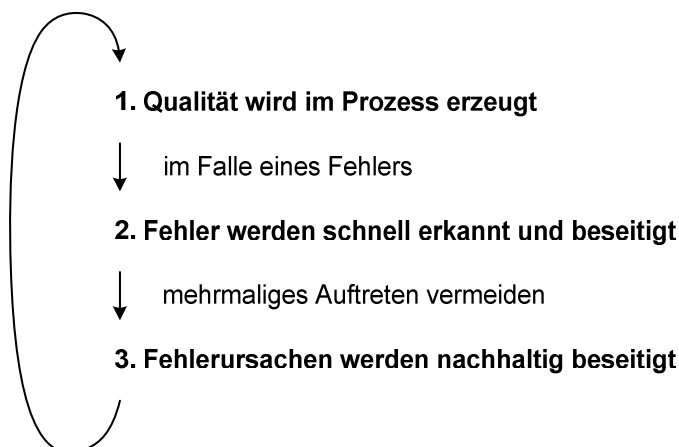 1. Qualität wird im Prozess erzeugt
im Falle eines Fehlers
2. Fehler werden schnell erkannt und beseitigt
mehrmaliges Auftreten vermeiden
3. Fehlerursachen werden nachhaltig beseitigt